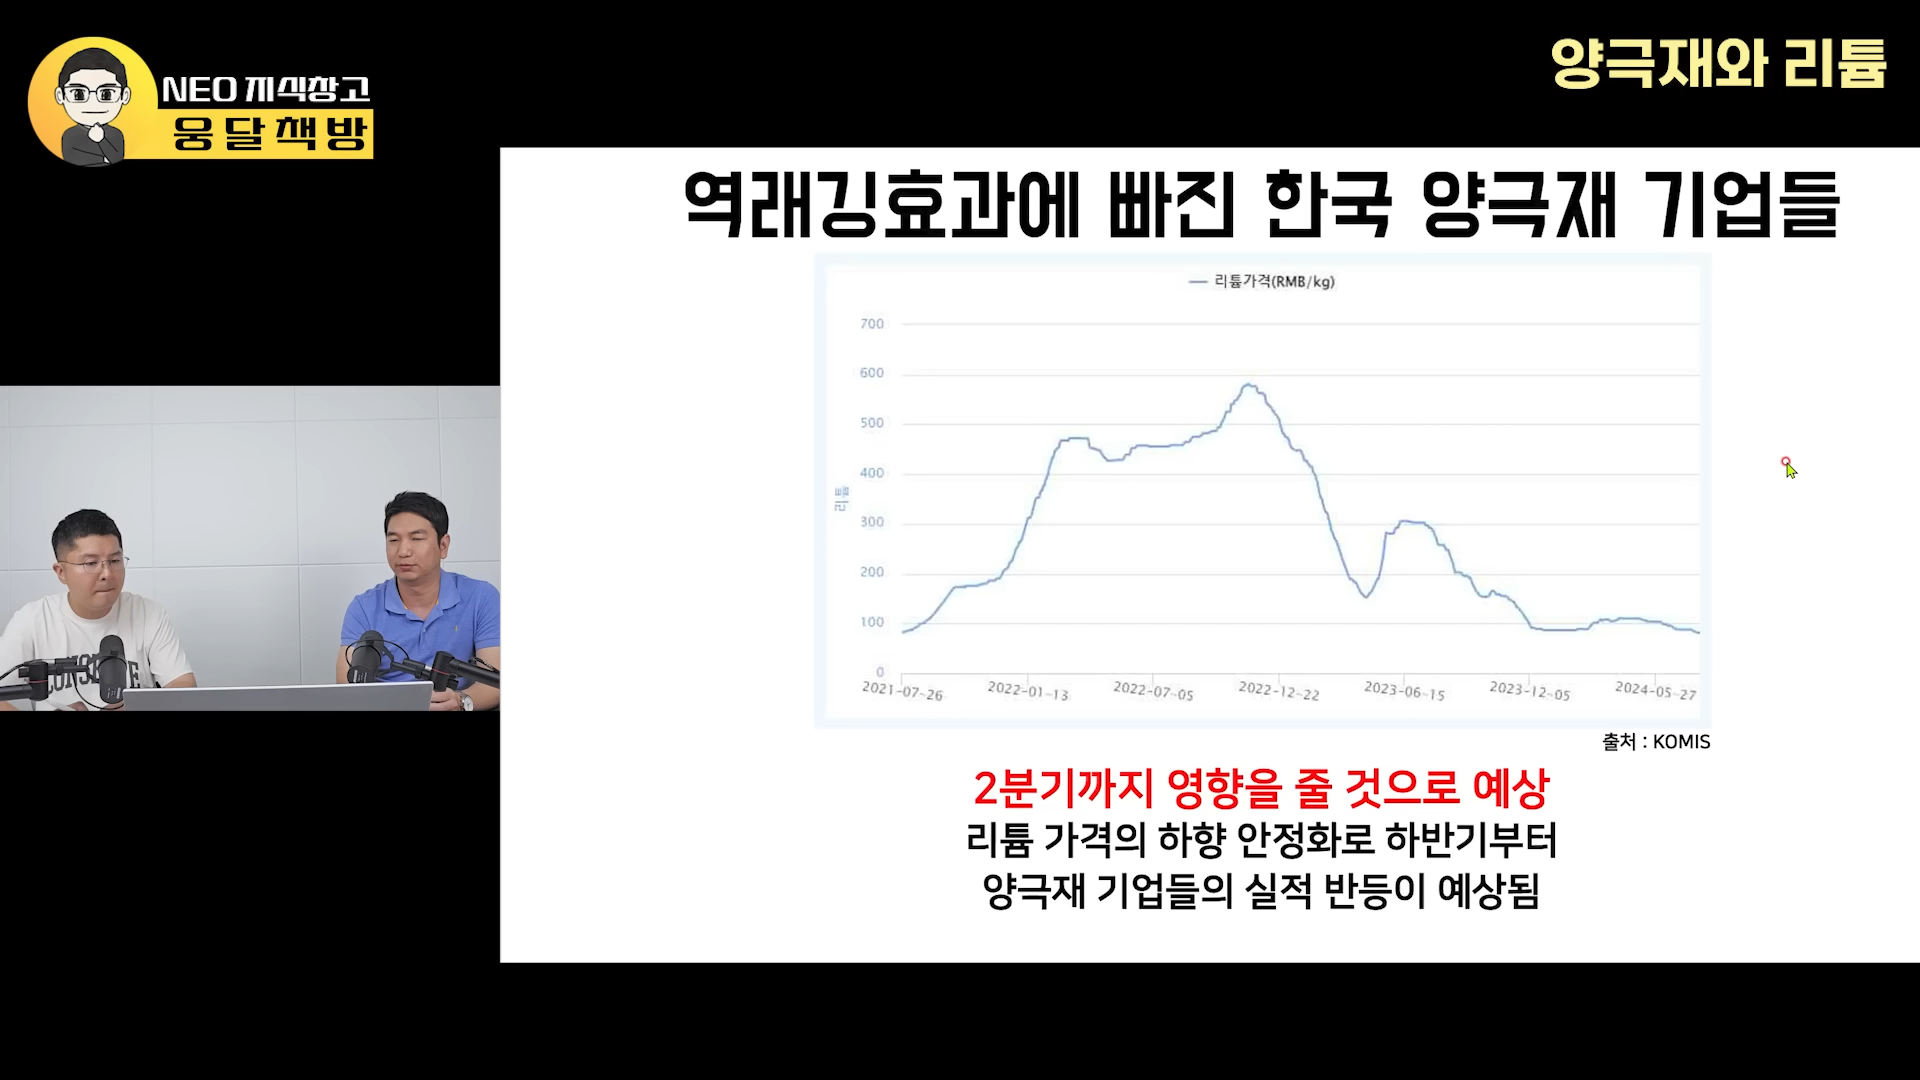 NEO 지식창고
웅달책방
양극재와 리튬
역래깅효과에 빠진 한국 양극재 기업들
리튬가격(RMB/kg)
700
600
500
400
300
200
100
0
리튬
2021-07-26
2022-01-13
2022-07-05
2022-12-22
2023-06-15
2023-12-05
2024-05-27
출처 : KOMIS
2분기까지 영향을 줄 것으로 예상
리튬 가격의 하향 안정화로 하반기부터
양극재 기업들의 실적 반등이 예상됨